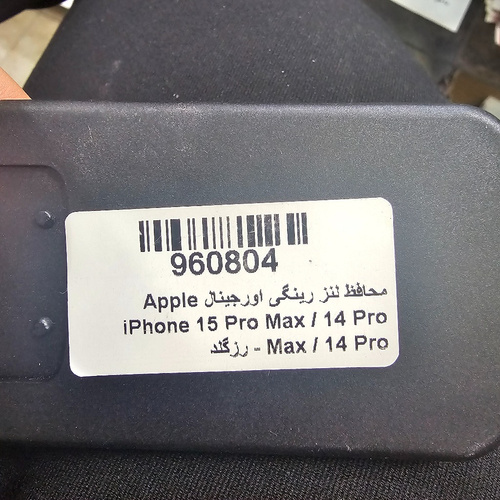 960804
محافظ لنز رینگی اورجینال Apple
iPhone 15 Pro Max / 14 Pro
Max / 14 Pro - رزگلد